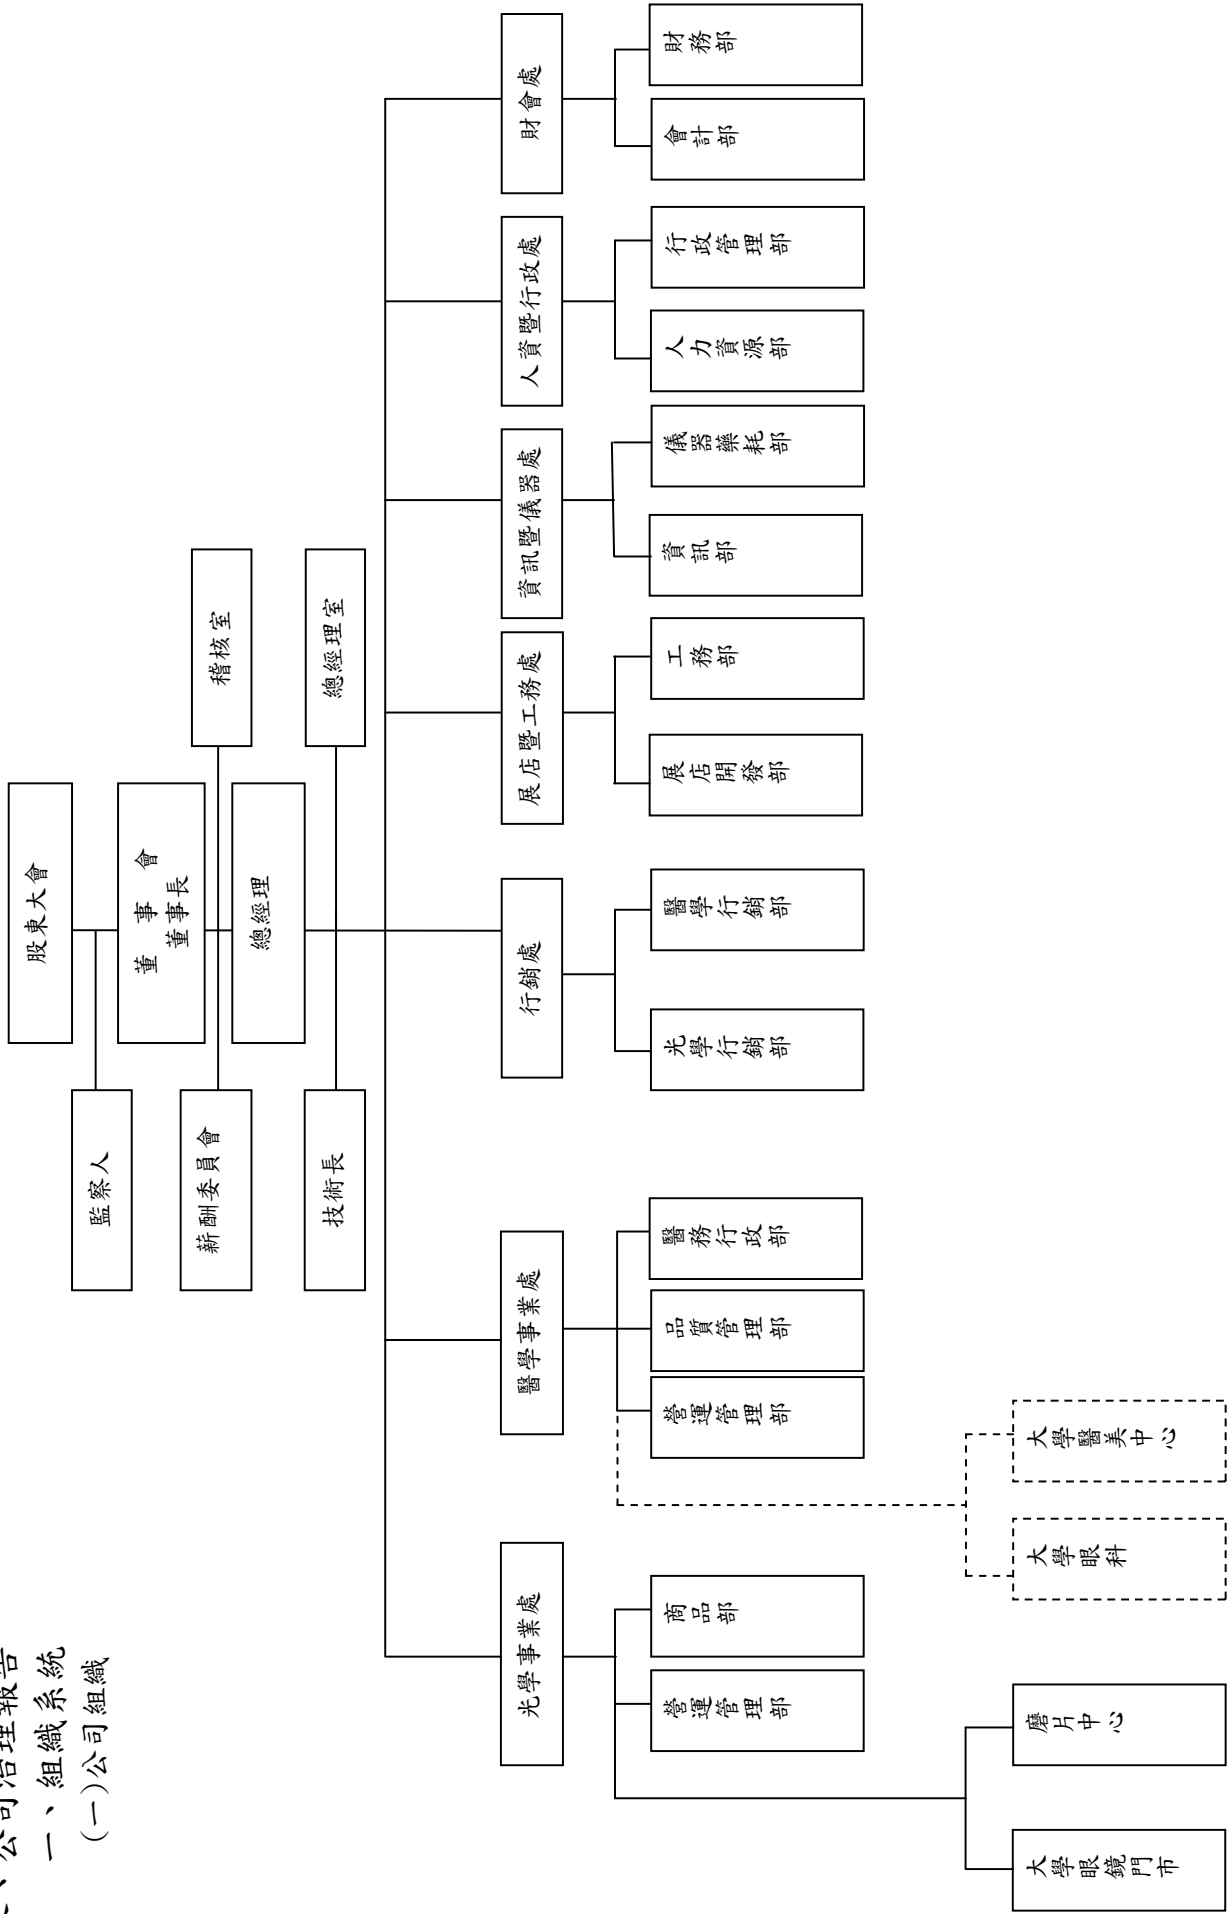 、公司治理報告
一、組織系統
(一)公司組織
股東大會
監察人
董 事 會
董事長
薪酬委員會
稽核室
總經理
技術長
總經理室
光學事業處
醫學事業處
行銷處
展店暨工務處
資訊暨儀器處
人資暨行政處
財會處
營運管理部
商品部
營運管理部
品質管理部
醫務行政部
光學行銷部
醫學行銷部
展店開發部
工務部
資訊部
儀器藥耗部
人力資源部
行政管理部
會計部
財務部
大學眼鏡門市
磨片中心
大學眼科
大學醫美中心